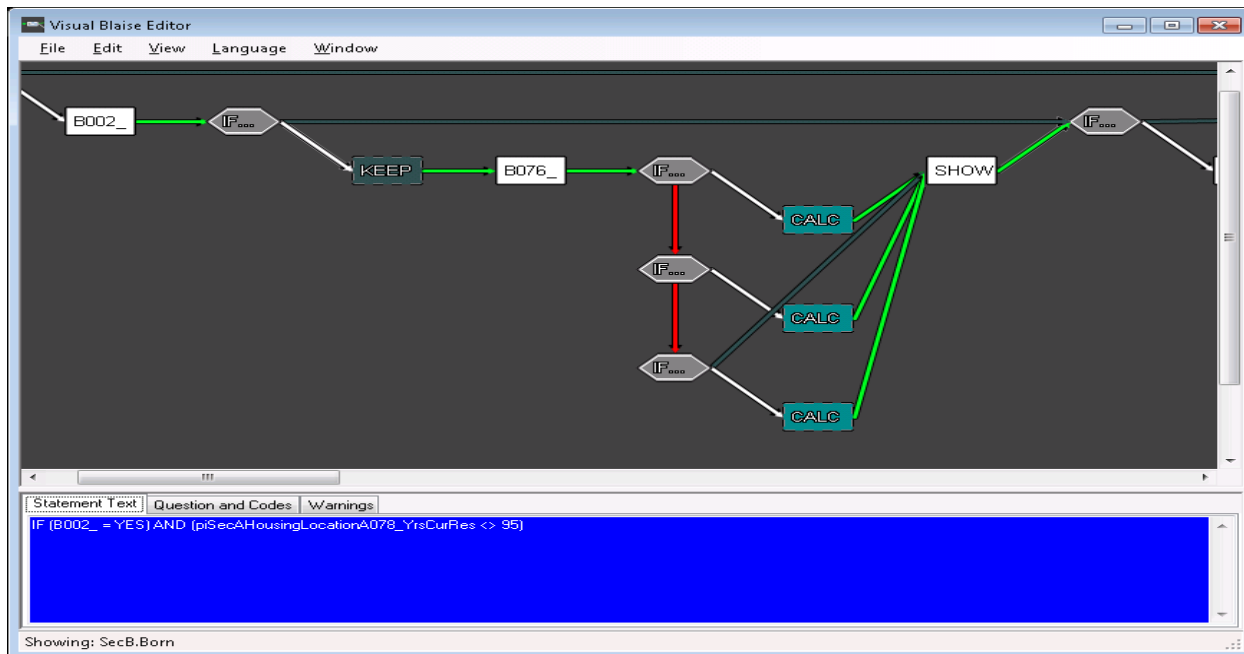 Visual Blaise Editor
File Edit View Language Window
B002_ IF... IF...
KEEP B076_ IF... SHOW
CALC
IF...
CALC
IF...
CALC
Statement Text Question and Codes Warnings
IF (B002_ = YES) AND (piSecAHousingLocationA078_YrsCurRes <> 95)
Showing: SecB.Born